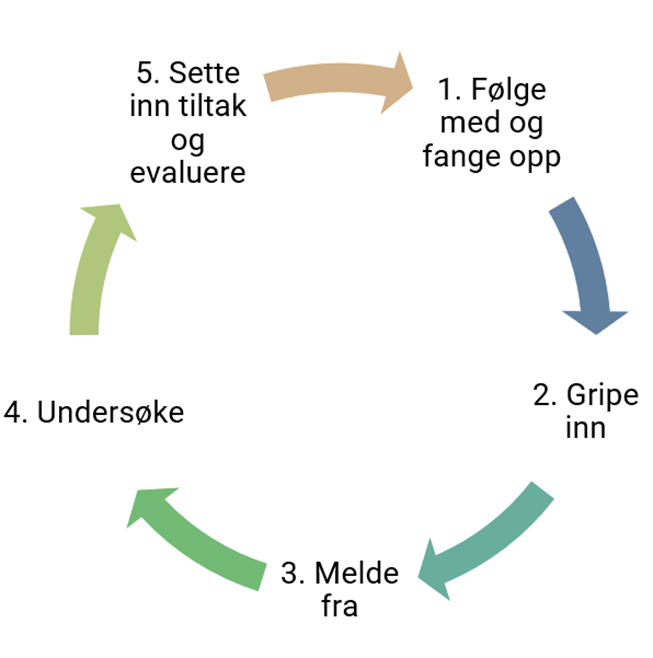 1. Følge
med og
fange opp
2. Gripe
inn
3. Melde
fra
4. Undersøke
5. Sette
inn tiltak
og
evaluere